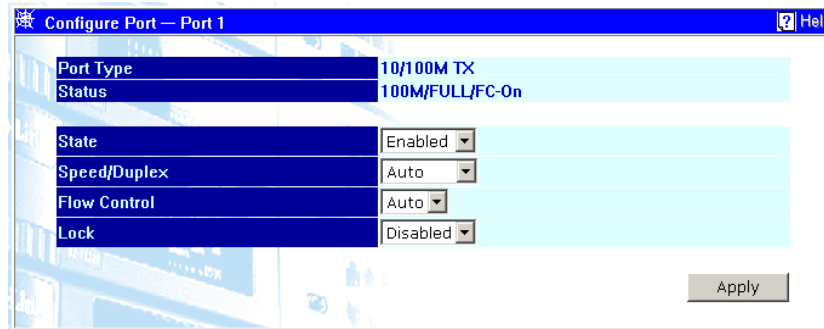 Configure Port — Port 1
? Hel
Port Type 10/100M TX
Status 100M/FULL/FC-On
State Enabled
Speed/Duplex Auto
Flow Control Auto
Lock Disabled
Apply